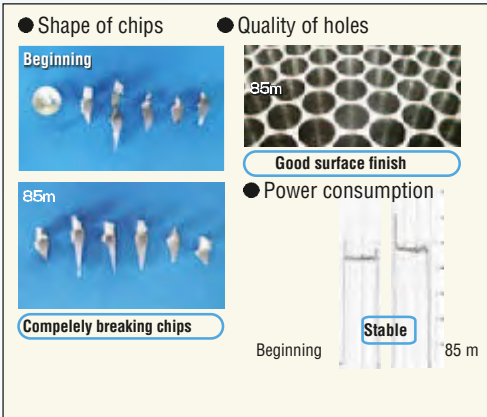 ● Shape of chips
Beginning
85m
Compelely breaking chips
● Quality of holes
85m
Good surface finish
● Power consumption
Stable
Beginning
85 m